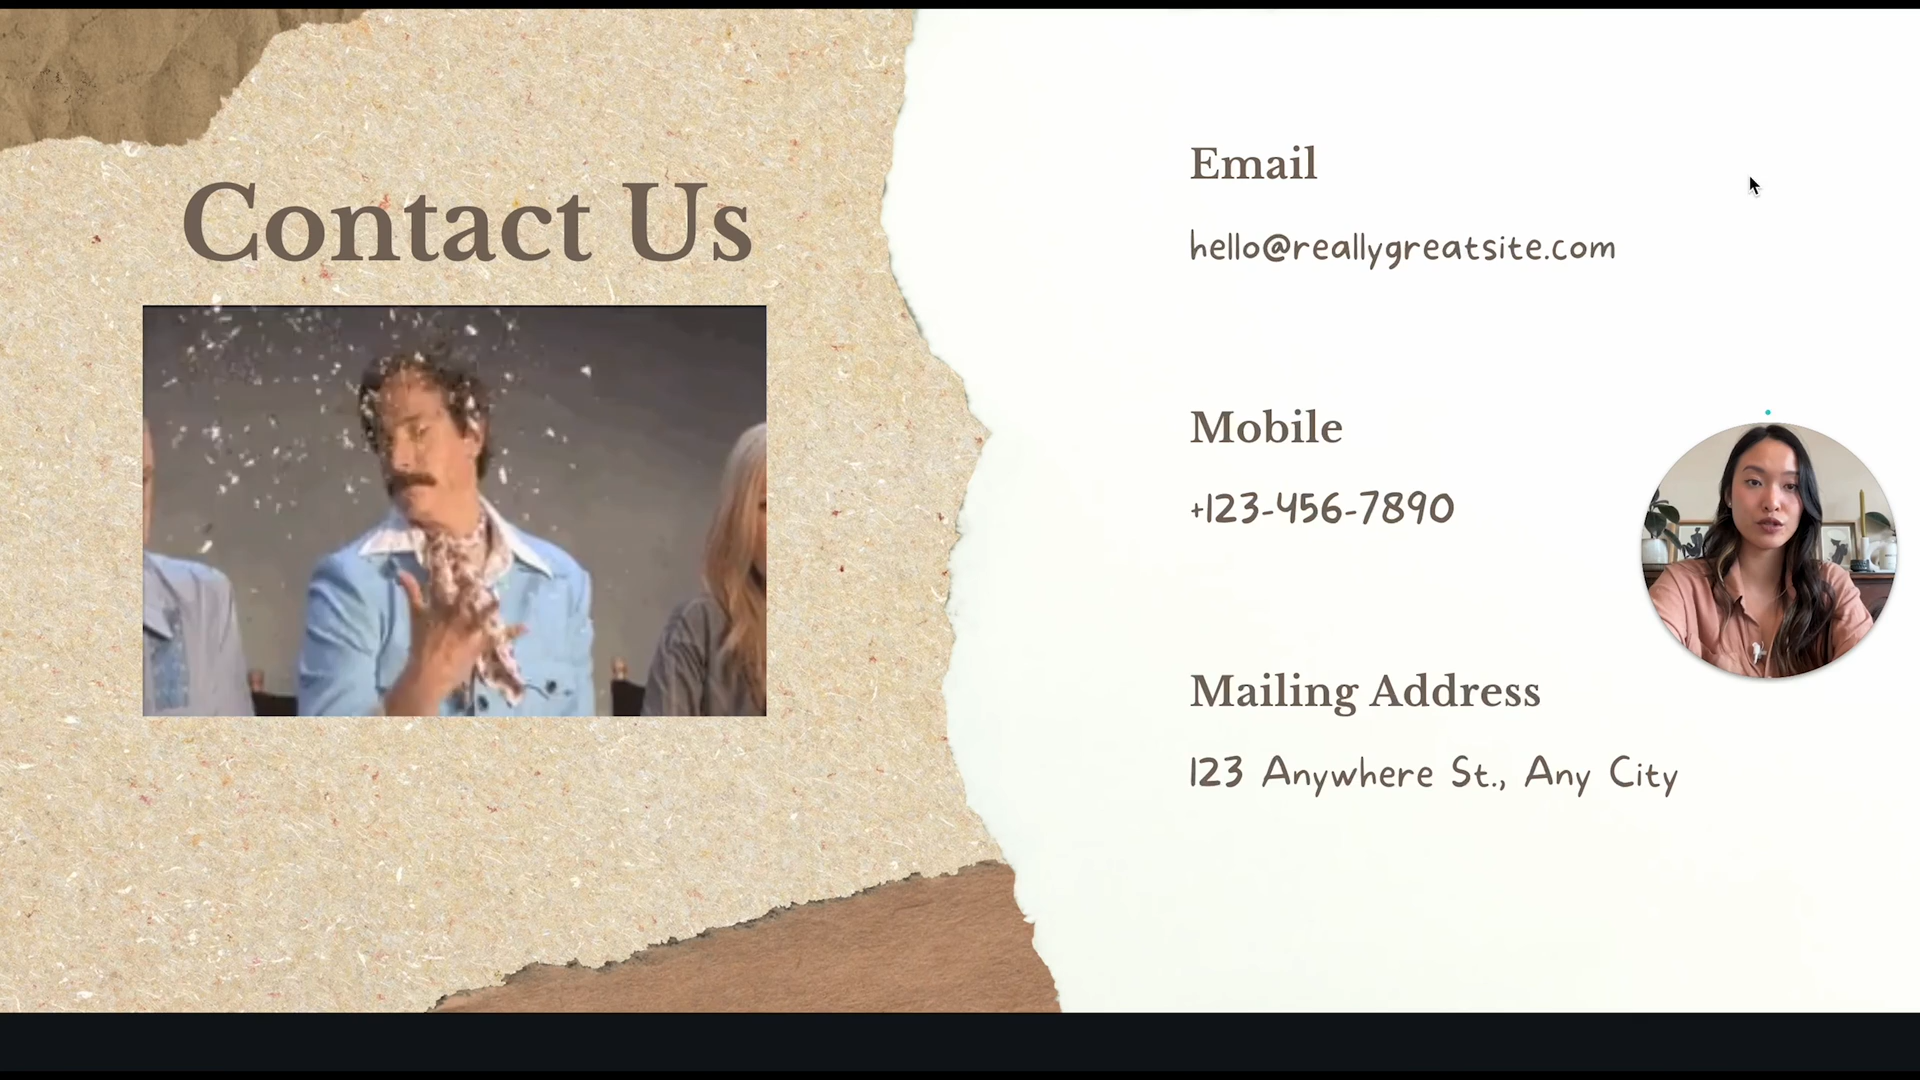 Contact Us
Email
hello@reallygreatsite.com
Mobile
+123-456-7890
Mailing Address
123 Anywhere St., Any City